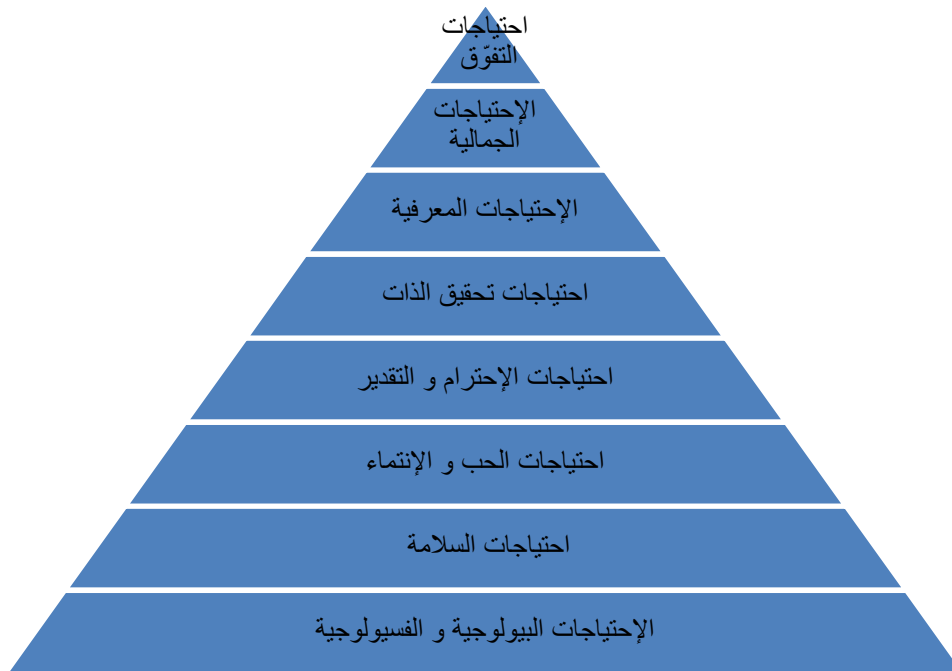 احتياجات
التفوّق
الإحتياجات
الجمالية
الإحتياجات المعرفية
احتياجات تحقيق الذات
احتياجات الإحترام و التقدير
احتياجات الحب و الإنتماء
احتياجات السلامة
الإحتياجات البيولوجية و الفسيولوجية